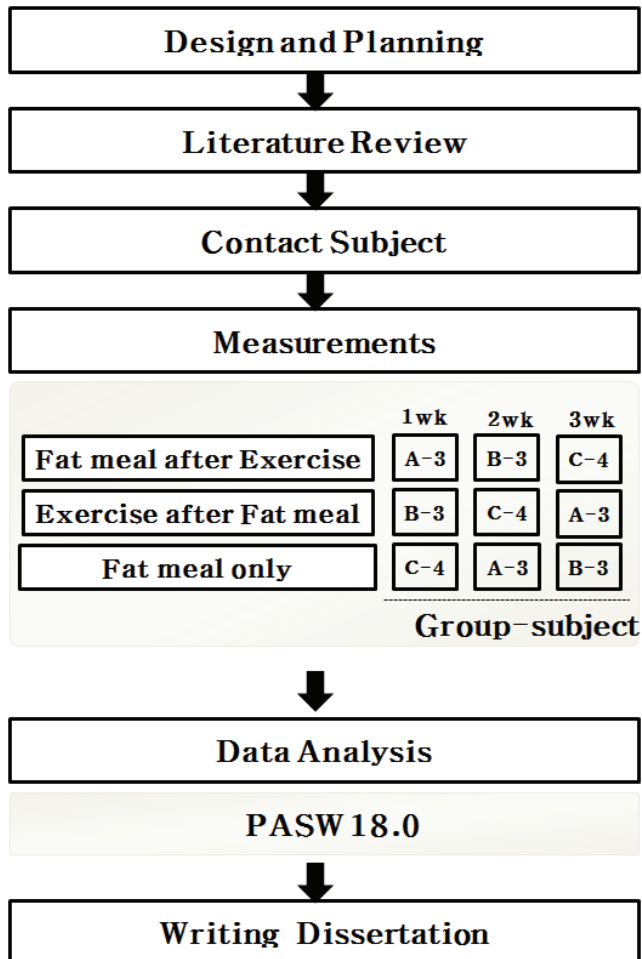 Design and Planning
Literature Review
Contact Subject
Measurements
1wk 2wk 3wk
Fat meal after Exercise A-3 B-3 C-4
Exercise after Fat meal B-3 C-4 A-3
Fat meal only C-4 A-3 B-3
Group-subject
Data Analysis
PASW 18.0
Writing Dissertation